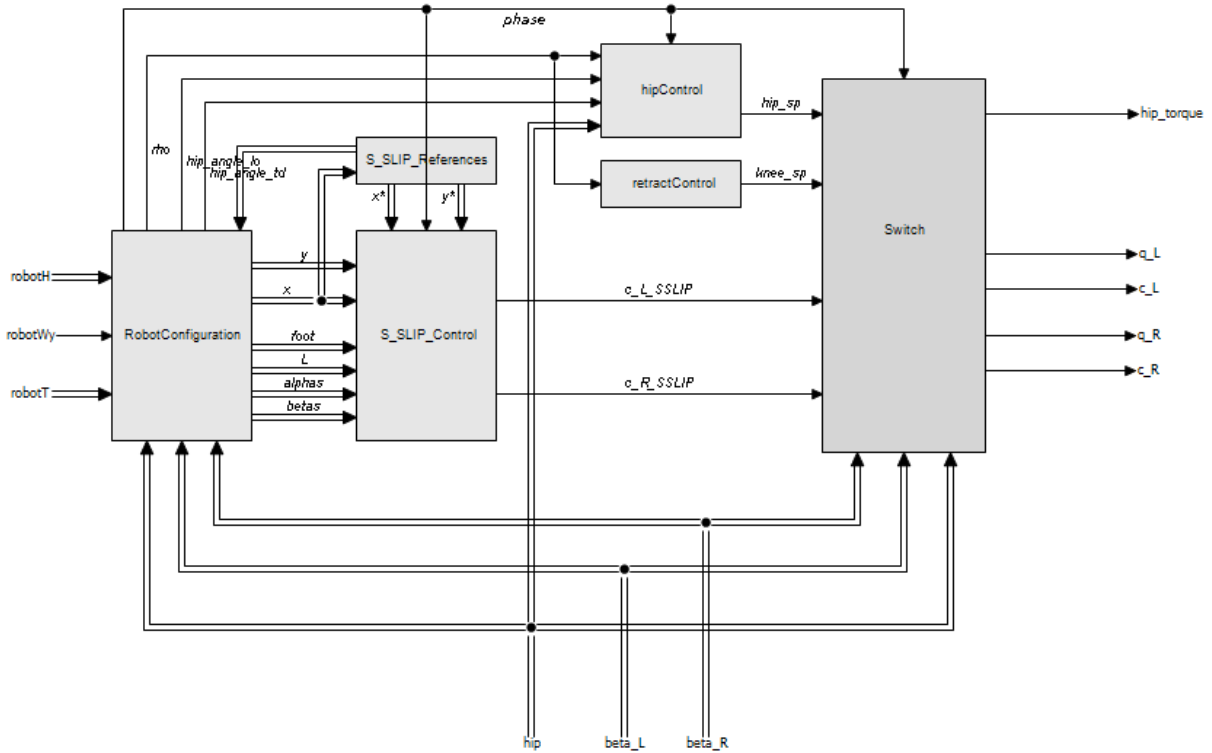 phase
hipControl
hip_sp
hip_torque
rho
hip_angle_lo
hip_angle_td
S_SLIP_References
retractControl
knee_sp
x*
y*
Switch
robotH
y
q_L
x
c_L_SSLIP
c_L
robotWy
RobotConfiguration
foot
S_SLIP_Control
q_R
L
c_R
robotT
alphas
c_R_SSLIP
betas
hip
beta_L
beta_R